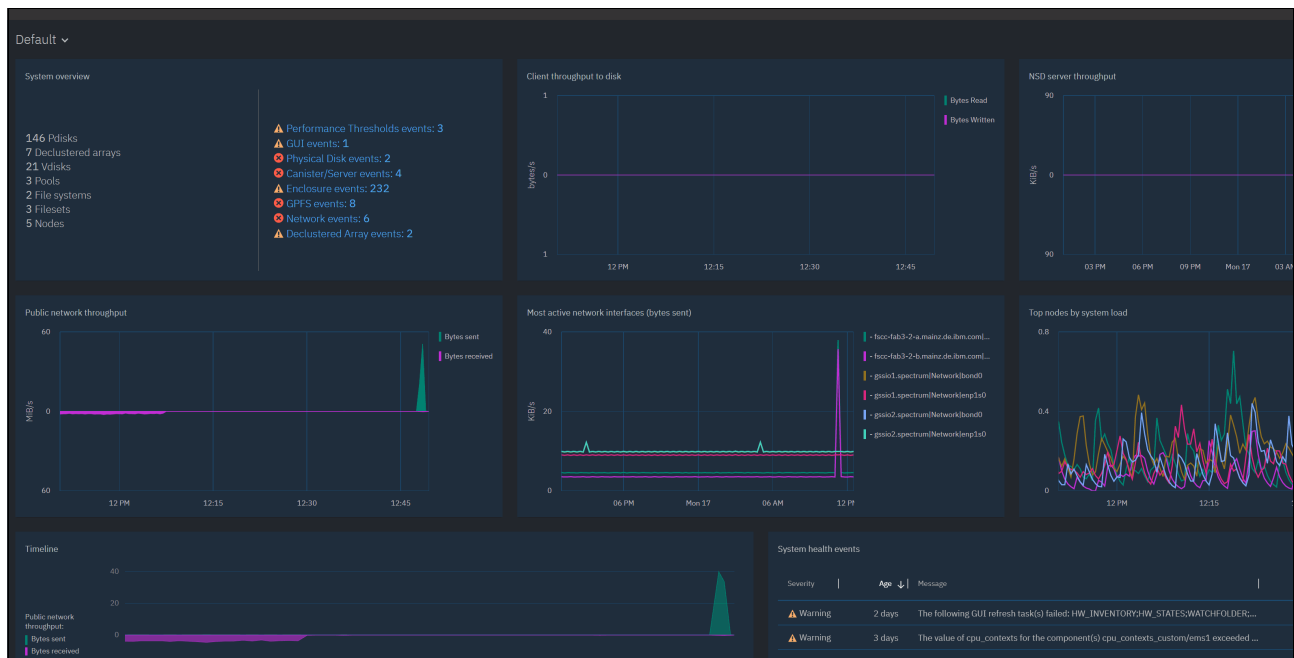 Default
System overview
146 Pdisks
7 Declustered arrays
21 Vdisks
3 Pools
2 File systems
3 Filesets
5 Nodes
Performance Thresholds events: 3
GUI events: 1
Physical Disk events: 2
Canister/Server events: 4
Enclosure events: 232
GPFS events: 8
Network events: 6
Declustered Array events: 2
Client throughput to disk
1
bytes/s
0
1
12 PM 12:15 12:30 12:45
Bytes Read
Bytes Written
NSD server throughput
90
KiB/s
0
90
03 PM 06 PM 09 PM Mon 17 03 AM
Public network throughput
60
MiB/s
0
60
12 PM 12:15 12:30 12:45
Bytes sent
Bytes received
Most active network interfaces (bytes sent)
40
KiB/s
20
0
06 PM Mon 17 06 AM 12 P
- fscc-fab3-2-a.mainz.de.ibm.com|...
- fscc-fab3-2-b.mainz.de.ibm.com|...
- gssio1.spectrum|Network|bond0
- gssio1.spectrum|Network|enp1s0
- gssio2.spectrum|Network|bond0
- gssio2.spectrum|Network|enp1s0
Top nodes by system load
0.8
0.4
0
12 PM 12:15
Timeline
40
20
0
Public network
throughput:
Bytes sent
Bytes received
System health events
Severity Age Message
Warning 2 days The following GUI refresh task(s) failed: HW_INVENTORY;HW_STATES;WATCHFOLDER;...
Warning 3 days The value of cpu_contexts for the component(s) cpu_contexts_custom/ems1 exceeded ...